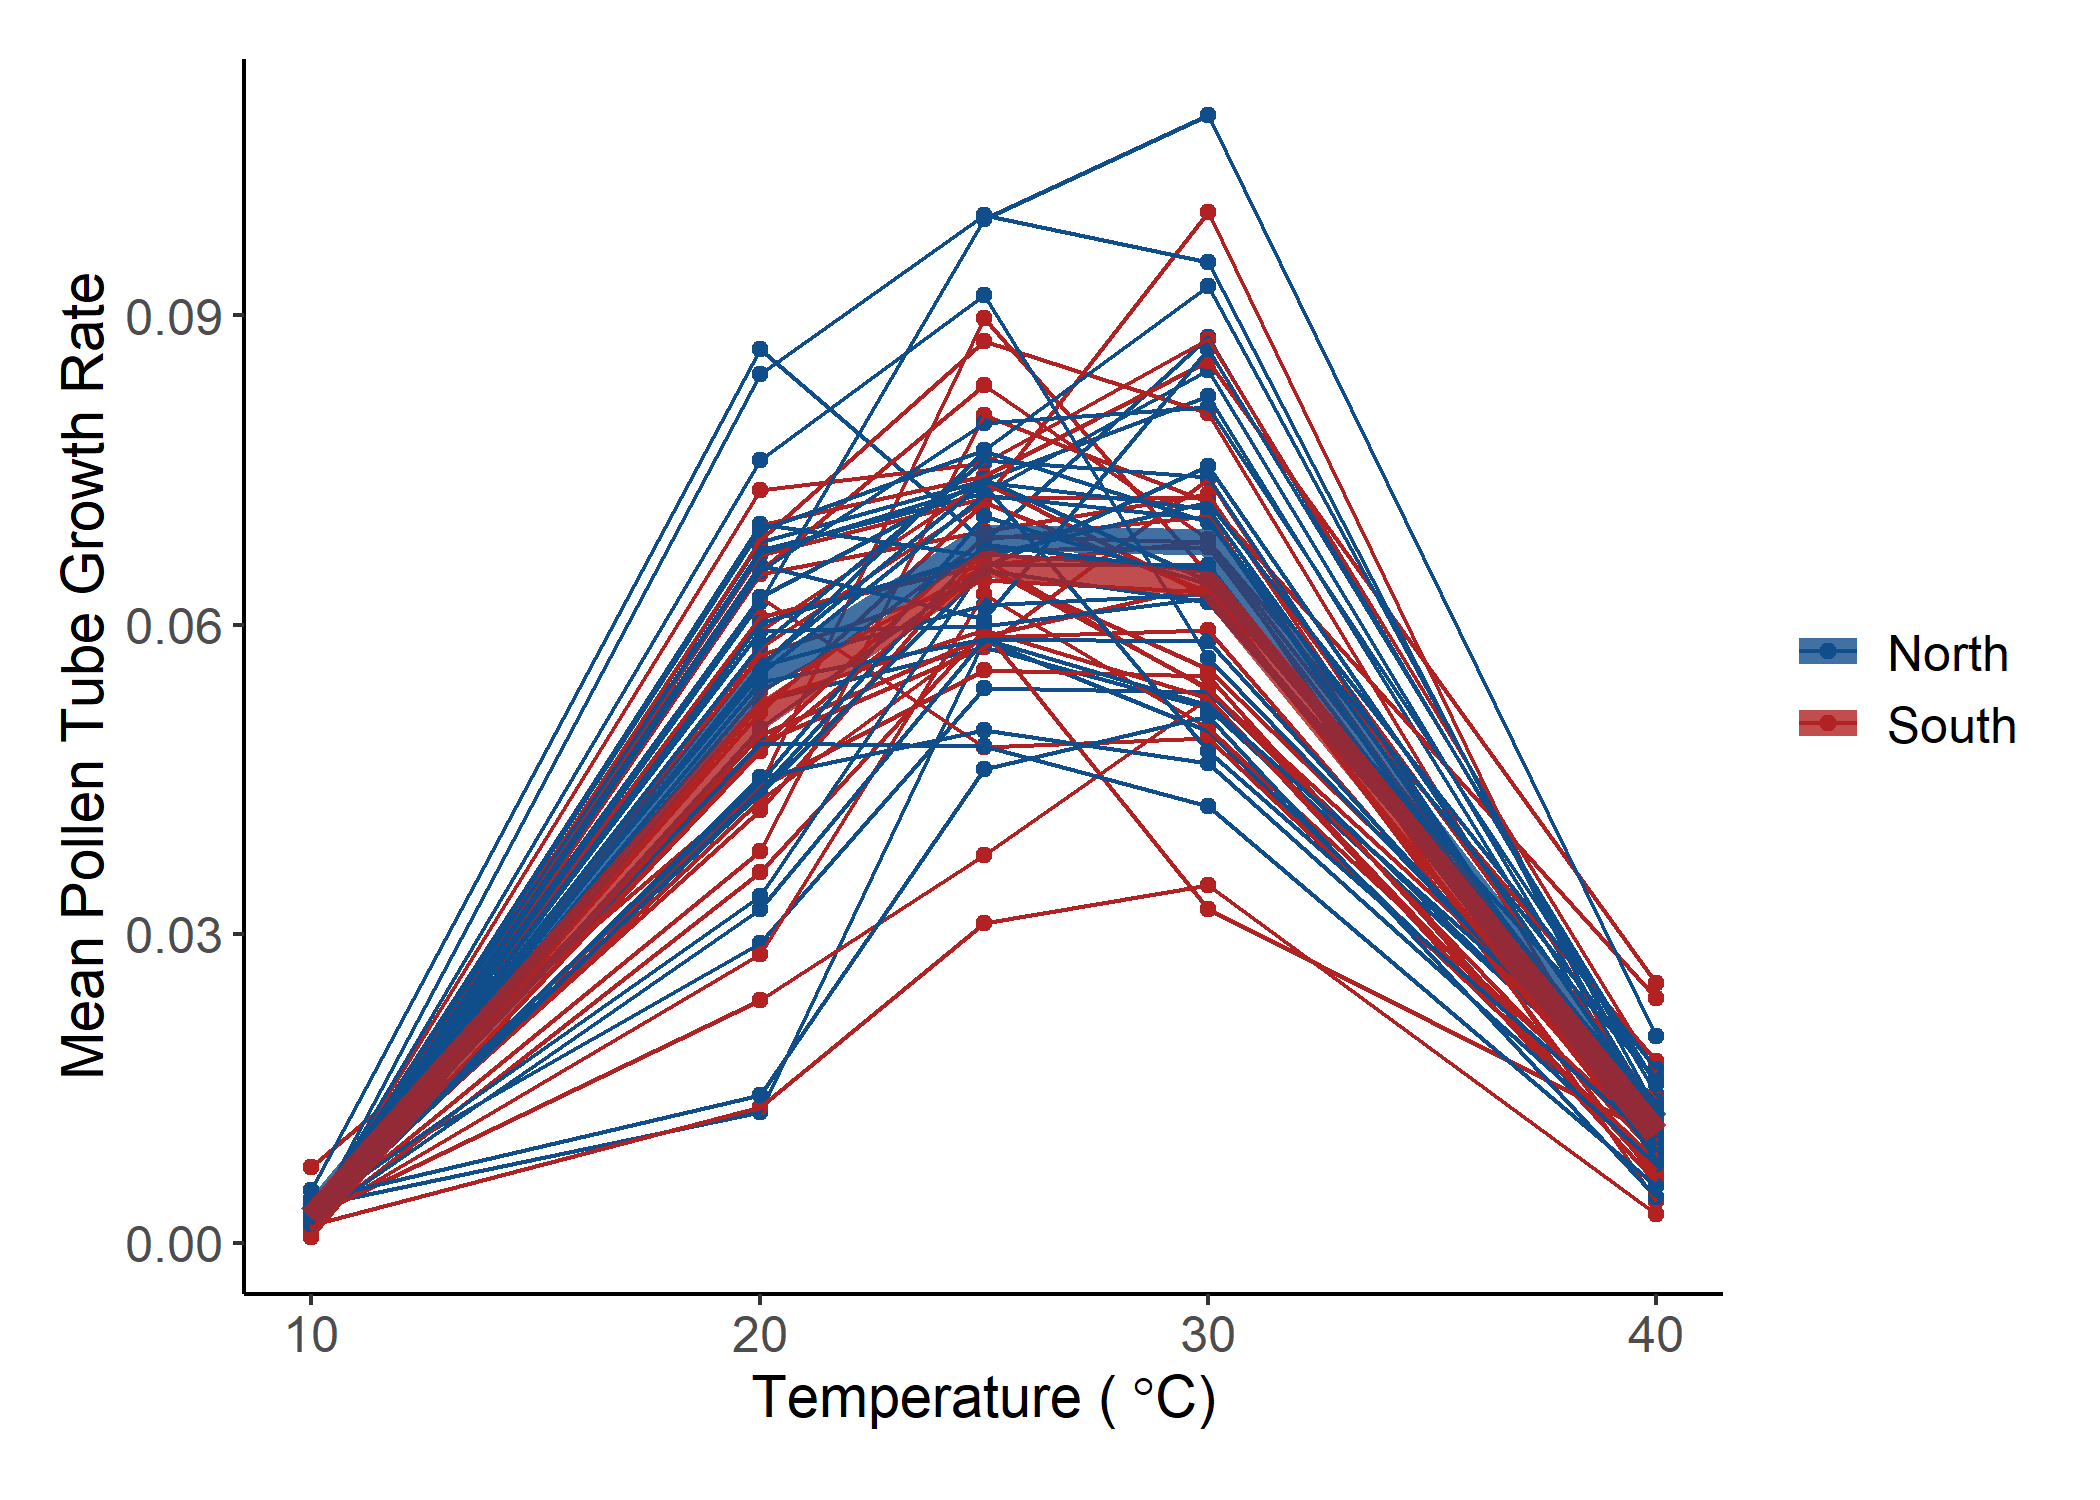 Mean Pollen Tube Growth Rate
0.09
0.06
0.03
0.00
10 20 30 40
Temperature ( °C)
North
South